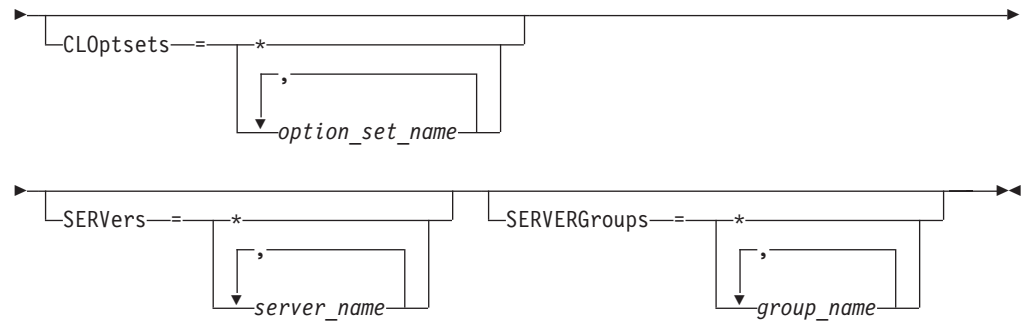 CLOptsets = *
,
option_set_name
SERVers = * SERVERGroups = *
, ,
server_name group_name